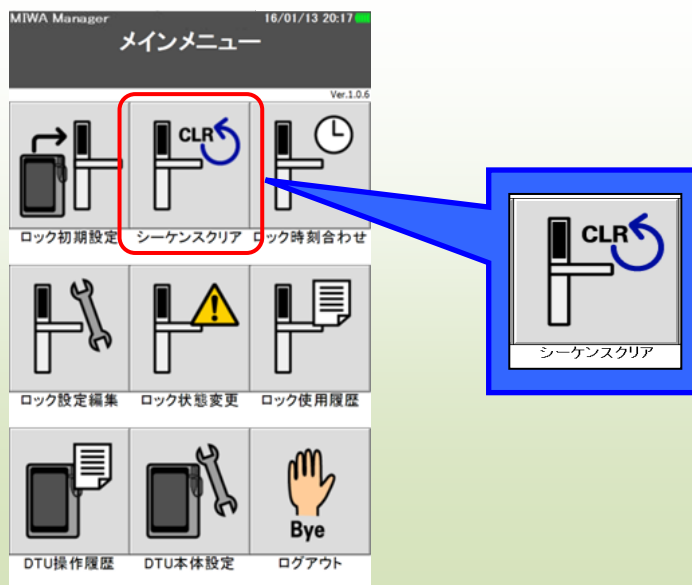 MIWA Manager 16/01/13 20:17
メインメニュー
Ver.1.0.6
CLR
ロック初期設定 シーケンスクリア ロック時刻合わせ
CLR
シーケンスクリア
ロック設定編集 ロック状態変更 ロック使用履歴
Bye
DTU操作履歴 DTU本体設定 ログアウト